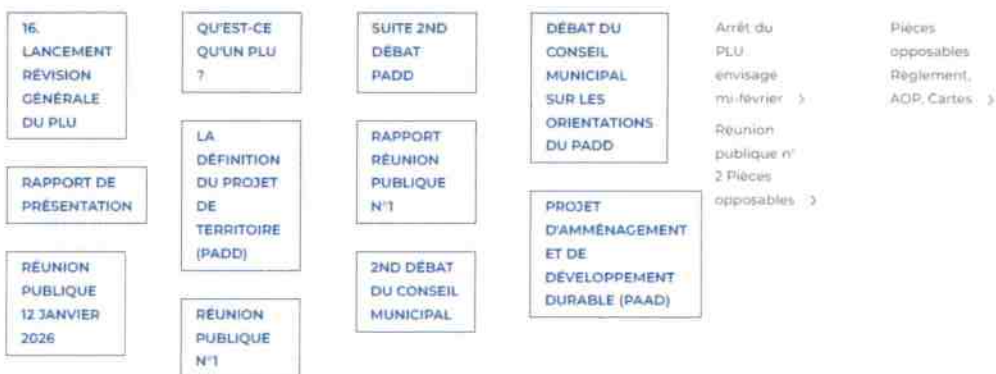 16.
LANCEMENT
RÉVISION
GÉNÉRALE
DU PLU
RAPPORT DE
PRÉSENTATION
RÉUNION
PUBLIQUE
12 JANVIER
2026
QU'EST-CE
QU'UN PLU
?
LA
DÉFINITION
DU PROJET
DE
TERRITOIRE
(PADD)
RÉUNION
PUBLIQUE
N°1
SUITE 2ND
DÉBAT
PADD
RAPPORT
RÉUNION
PUBLIQUE
N°1
2ND DÉBAT
DU CONSEIL
MUNICIPAL
DÉBAT DU
CONSEIL
MUNICIPAL
SUR LES
ORIENTATIONS
DU PADD
PROJET
D'AMMÉNAGEMENT
ET DE
DÉVELOPPEMENT
DURABLE (PAAD)
Arrêt du
PLU
envisagé
mi-février >
Réunion
publique n°
2 Pièces
opposables >
Pièces
opposables
Règlement,
AOP, Cartes >